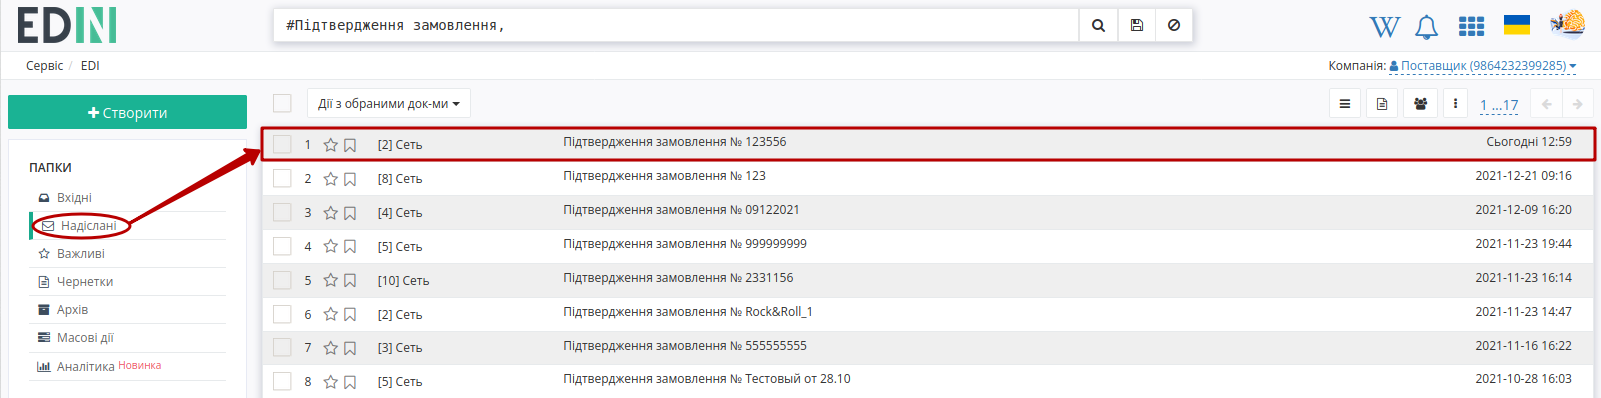 EDIN
#Підтвердження замовлення,
W
Сервіс / EDI
Компанія: Поставщик (9864232399285)
+ Створити
Дії з обраними док-ми
1 ...17
ПАПКИ
Вхідні
Надіслані
Важливі
Чернетки
Архів
Масові дії
Аналітика Новинка
1 [2] Сеть Підтвердження замовлення № 123556 Сьогодні 12:59
2 [8] Сеть Підтвердження замовлення № 123 2021-12-21 09:16
3 [4] Сеть Підтвердження замовлення № 09122021 2021-12-09 16:20
4 [5] Сеть Підтвердження замовлення № 999999999 2021-11-23 19:44
5 [10] Сеть Підтвердження замовлення № 2331156 2021-11-23 16:14
6 [2] Сеть Підтвердження замовлення № Rock&Roll_1 2021-11-23 14:47
7 [3] Сеть Підтвердження замовлення № 555555555 2021-11-16 16:22
8 [5] Сеть Підтвердження замовлення № Тестовый от 28.10 2021-10-28 16:03